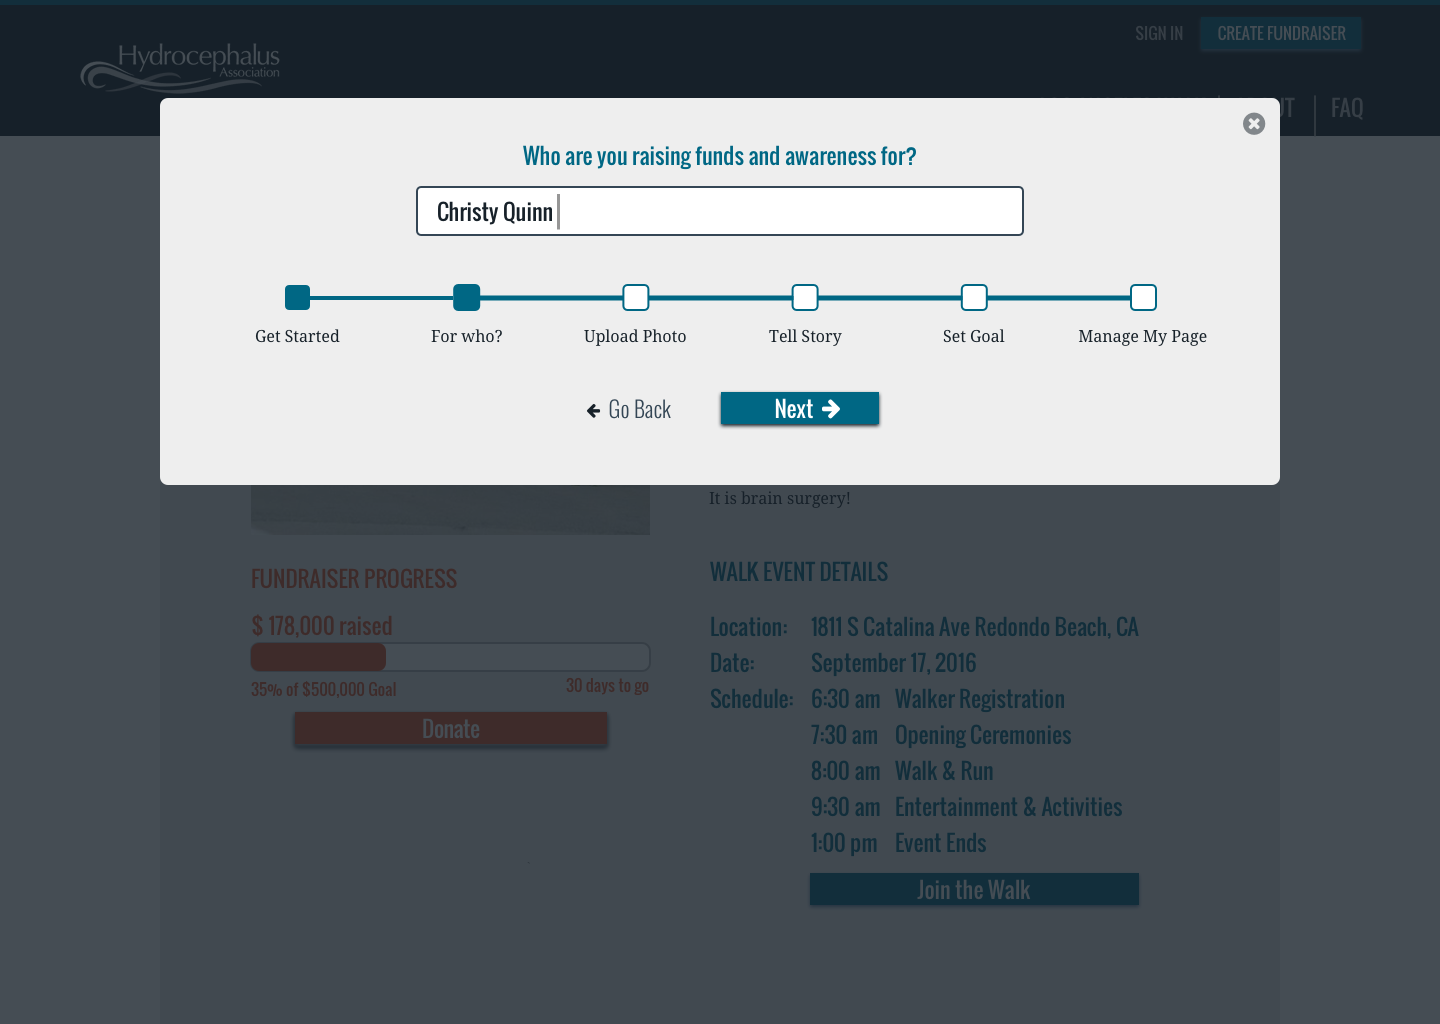 Hydrocephalus
Association
SIGN IN
CREATE FUNDRAISER
FAQ
Who are you raising funds and awareness for?
Christy Quinn
Get Started
For who?
Upload Photo
Tell Story
Set Goal
Manage My Page
Go Back
Next
It is brain surgery!
FUNDRAISER PROGRESS
$ 178,000 raised
35% of $500,000 Goal
30 days to go
Donate
WALK EVENT DETAILS
Location: 1811 S Catalina Ave Redondo Beach, CA
Date: September 17, 2016
Schedule: 6:30 am Walker Registration
7:30 am Opening Ceremonies
8:00 am Walk & Run
9:30 am Entertainment & Activities
1:00 pm Event Ends
Join the Walk